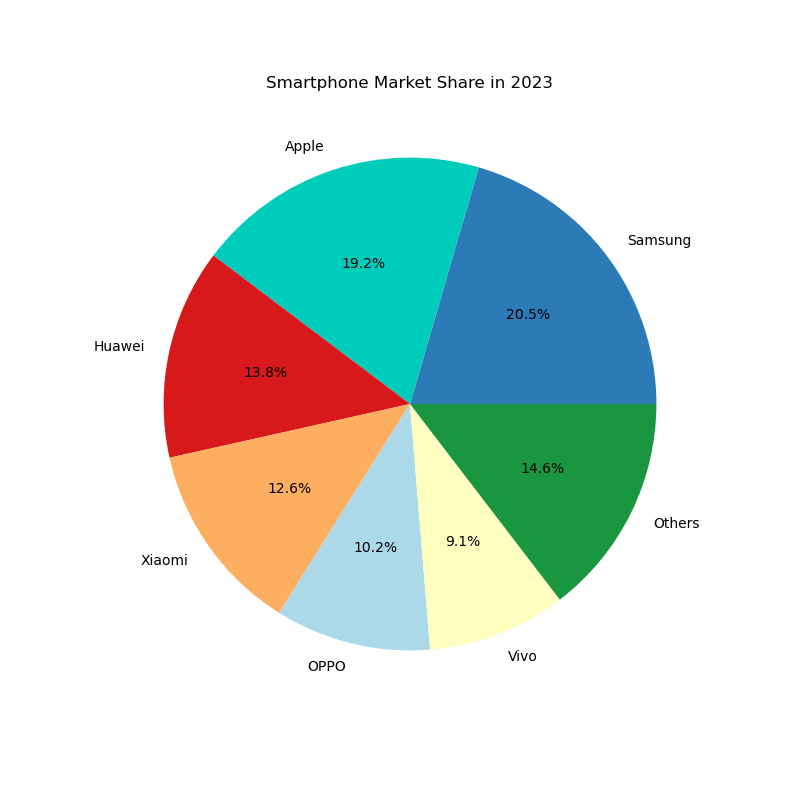 Smartphone Market Share in 2023
Apple
Samsung
19.2%
20.5%
Huawei
13.8%
12.6%
14.6%
Xiaomi
10.2%
9.1%
Others
OPPO
Vivo